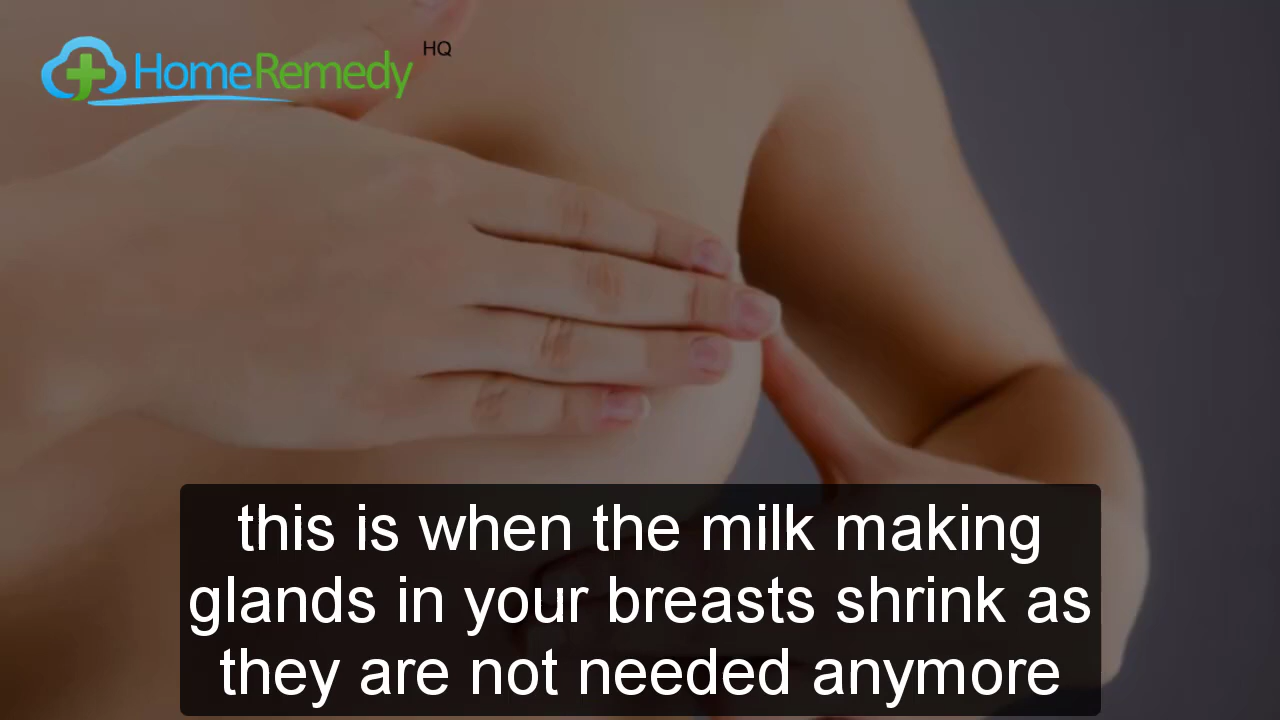 HomeRemedy HQ
this is when the milk making
glands in your breasts shrink as
they are not needed anymore